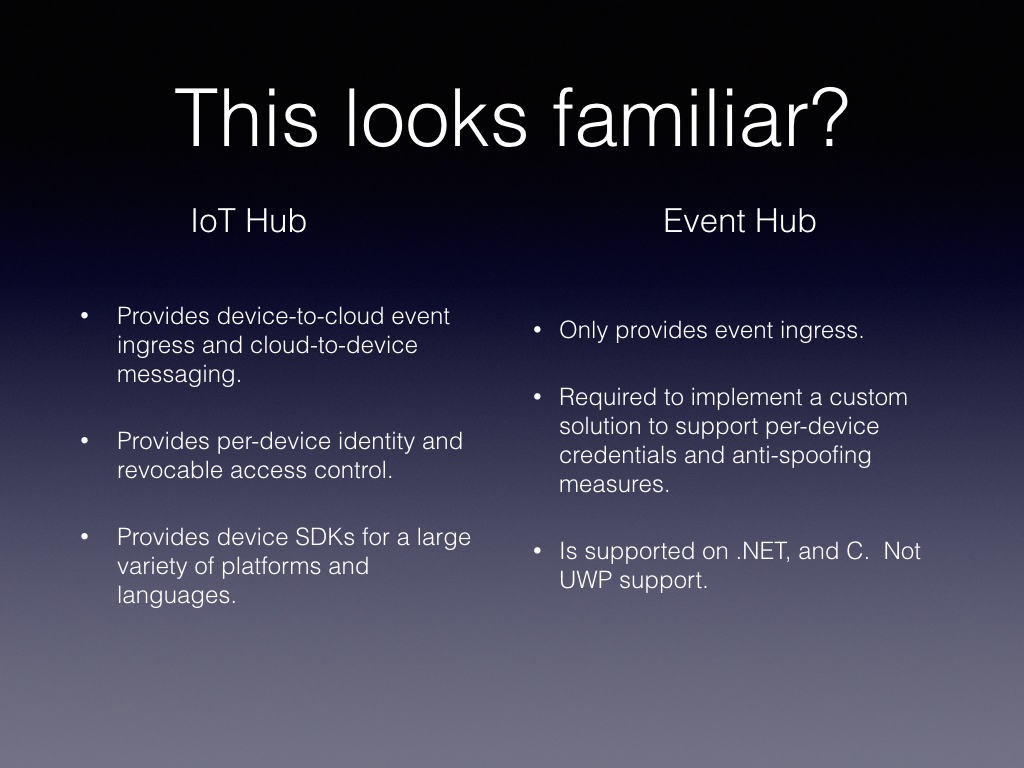 This looks familiar?
IoT Hub
• Provides device-to-cloud event
ingress and cloud-to-device
messaging.
• Provides per-device identity and
revocable access control.
• Provides device SDKs for a large
variety of platforms and
languages.
Event Hub
• Only provides event ingress.
• Required to implement a custom
solution to support per-device
credentials and anti-spoofing
measures.
• Is supported on .NET, and C.  Not
UWP support.